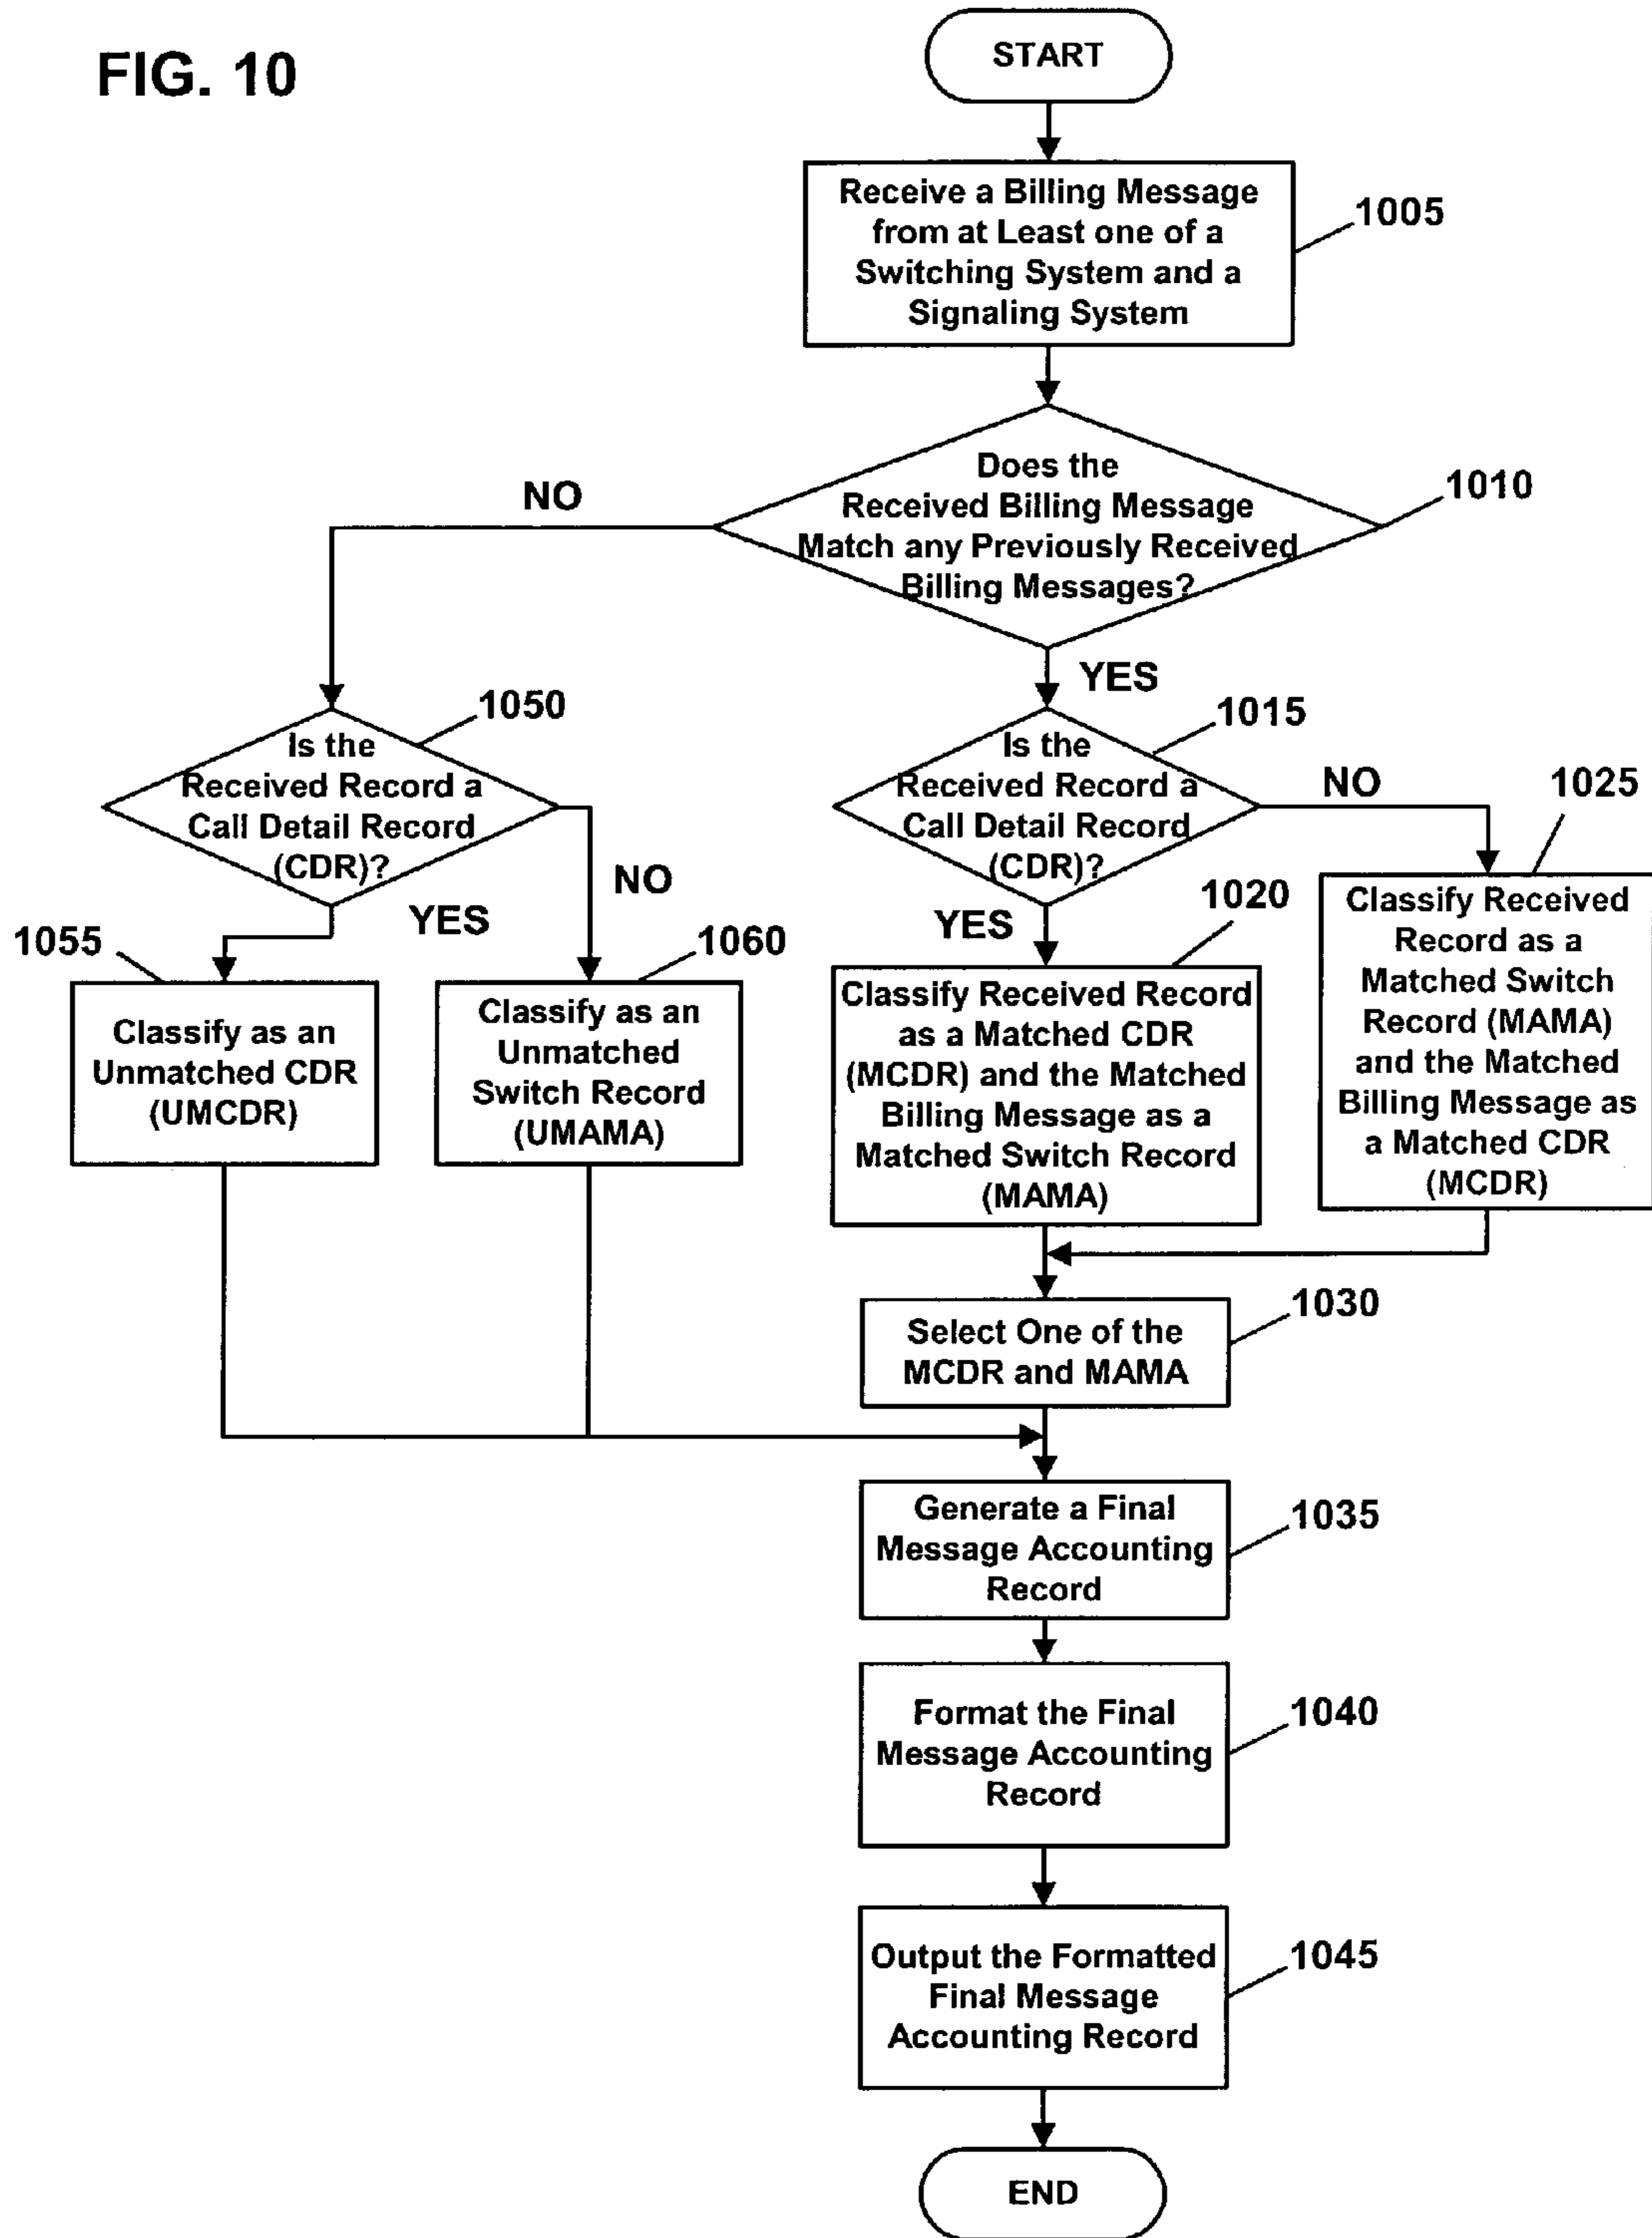 FIG. 10
START
Receive a Billing Message
from at Least one of a
Switching System and a
Signaling System
1005
Does the
Received Billing Message
Match any Previously Received
Billing Messages?
1010
NO
YES
1050
Is the
Received Record a
Call Detail Record
(CDR)?
NO
YES
1015
Is the
Received Record a
Call Detail Record
(CDR)?
NO
YES
1025
Classify Received
Record as a
Matched Switch
Record (MAMA)
and the Matched
Billing Message as
a Matched CDR
(MCDR)
1020
Classify Received Record
as a Matched CDR
(MCDR) and the Matched
Billing Message as a
Matched Switch Record
(MAMA)
1055
Classify as an
Unmatched CDR
(UMCDR)
1060
Classify as an
Unmatched
Switch Record
(UMAMA)
1030
Select One of the
MCDR and MAMA
1035
Generate a Final
Message Accounting
Record
1040
Format the Final
Message Accounting
Record
1045
Output the Formatted
Final Message
Accounting Record
END